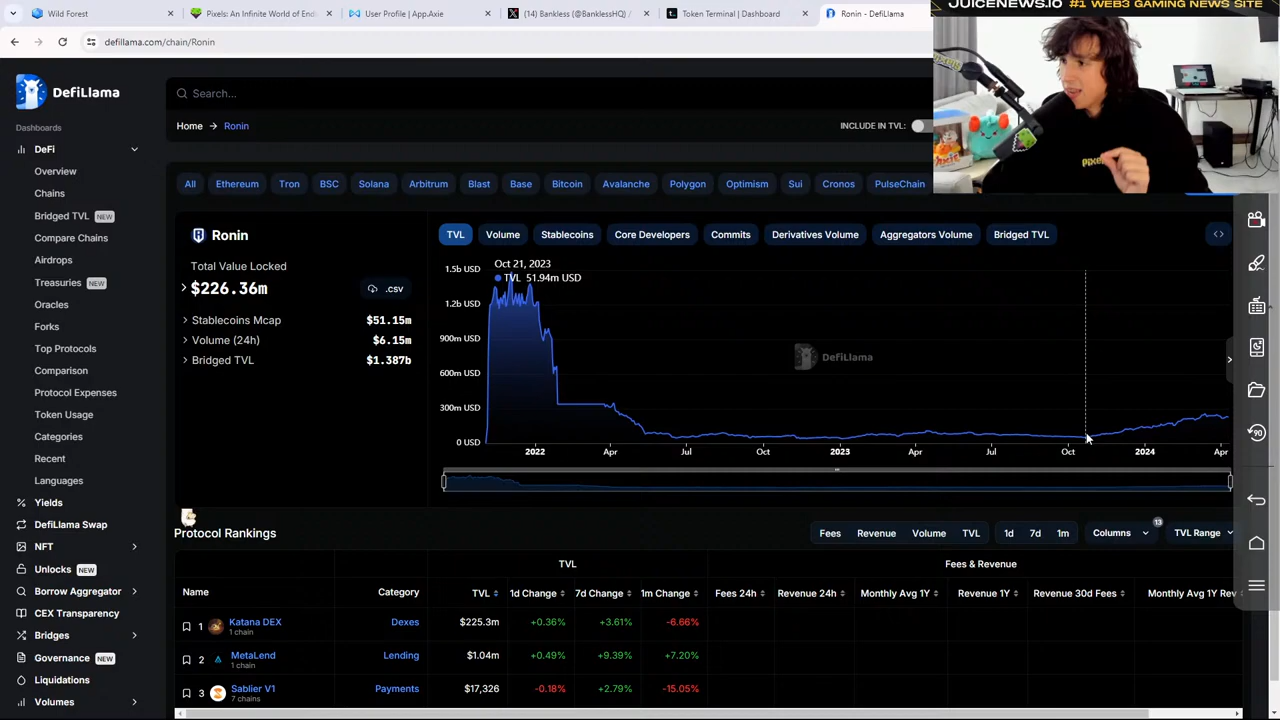 JUICENEWS.IO #1 WEB3 GAMING NEWS SITE
Wild Forest
Pixels: An Infinite World of End
Profile | App.Axie
(14) Bankless (@BanklessHQ) /
Token Terminal | Dashboard
Ronin - DefiLlama
defillama.com/chain/Ronin
DefiLlama
Search...
Dashboards
Home → Ronin
INCLUDE IN TVL:
DeFi
Overview
Chains
Bridged TVL NEW
Compare Chains
Airdrops
Treasuries NEW
Oracles
Forks
Top Protocols
Comparison
Protocol Expenses
Token Usage
Categories
Recent
Languages
Yields
DefiLlama Swap
NFT
Unlocks NEW
Borrow Aggregator
CEX Transparency
Bridges
Governance NEW
Liquidations
Volumes
All Ethereum Tron BSC Solana Arbitrum Blast Base Bitcoin Avalanche Polygon Optimism Sui Cronos PulseChain
Ronin
Total Value Locked
$226.36m
.csv
Stablecoins Mcap $51.15m
Volume (24h) $6.15m
Bridged TVL $1.387b
TVL Volume Stablecoins Core Developers Commits Derivatives Volume Aggregators Volume Bridged TVL
Oct 21, 2023
TVL 51.94m USD
1.5b USD
1.2b USD
900m USD
600m USD
300m USD
0 USD
DefiLlama
2022 Apr Jul Oct 2023 Apr Jul Oct 2024 Apr
90
Protocol Rankings
Fees Revenue Volume TVL 1d 7d 1m Columns 13 TVL Range
TVL Fees & Revenue
Name Category TVL 1d Change 7d Change 1m Change Fees 24h Revenue 24h Monthly Avg 1Y Revenue 1Y Revenue 30d Fees Monthly Avg 1Y Rev
1 Katana DEX Dexes $225.3m +0.36% +3.61% -6.66%
1 chain
2 MetaLend Lending $1.04m +0.49% +9.39% +7.20%
1 chain
3 Sablier V1 Payments $17,326 -0.18% +2.79% -15.05%
7 chains